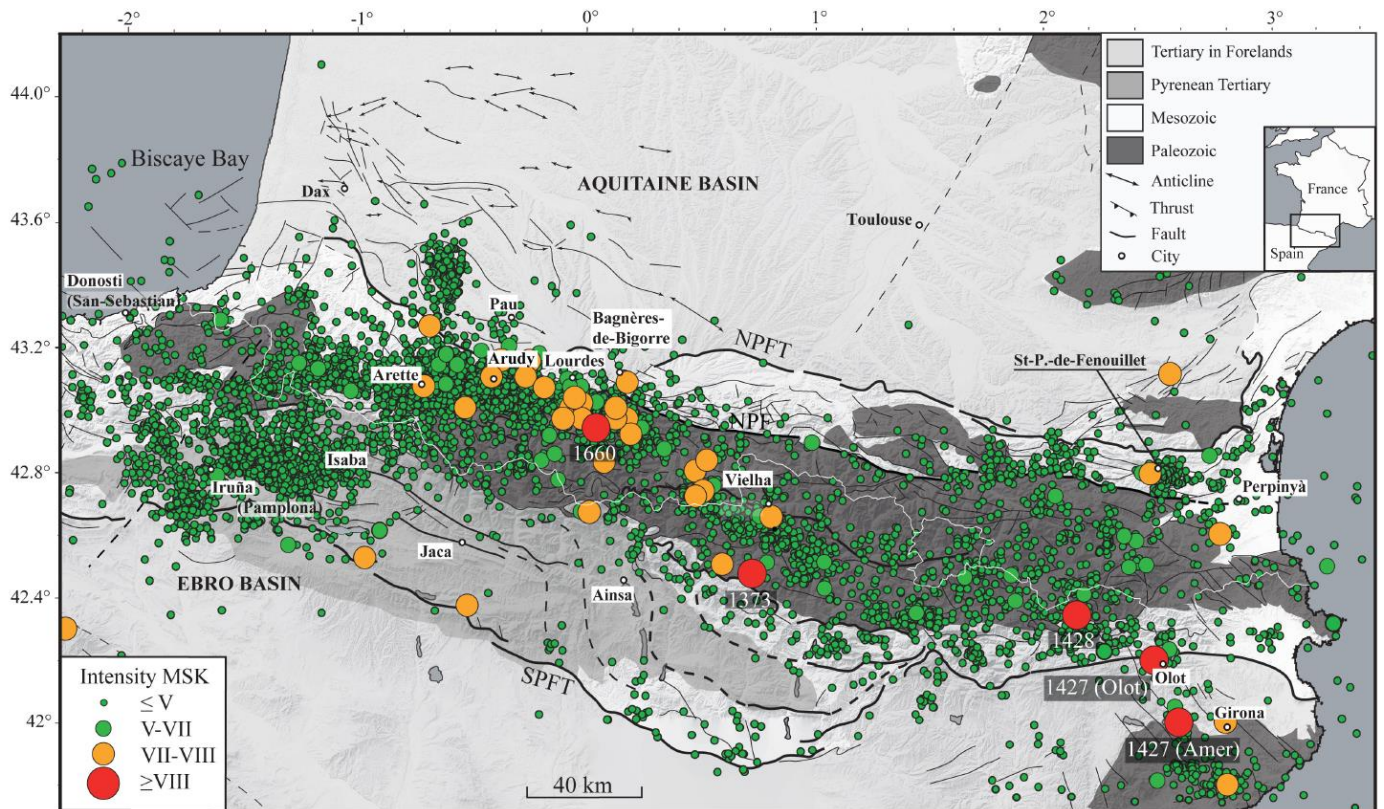 -2°
-1°
0°
1°
2°
3°
44.0°
43.6°
43.2°
42.8°
42.4°
42°
Tertiary in Forelands
Pyrenean Tertiary
Mesozoic
Paleozoic
Anticline
Thrust
Fault
City
France
Spain
Biscaye Bay
Dax
AQUITAINE BASIN
Toulouse
Donosti
(San-Sebastian)
Pau
Bagnères-
de-Bigorre
NPFT
Arudy
Lourdes
Arette
St-P.-de-Fenouillet
NPF
1660
Isaba
Vielha
Iruña
(Pamplona)
Perpinyà
Jaca
EBRO BASIN
Ainsa
1373
1428
SPFT
1427 (Olot)
Olot
Girona
1427 (Amer)
Intensity MSK
≤ V
V-VII
VII-VIII
≥VIII
40 km